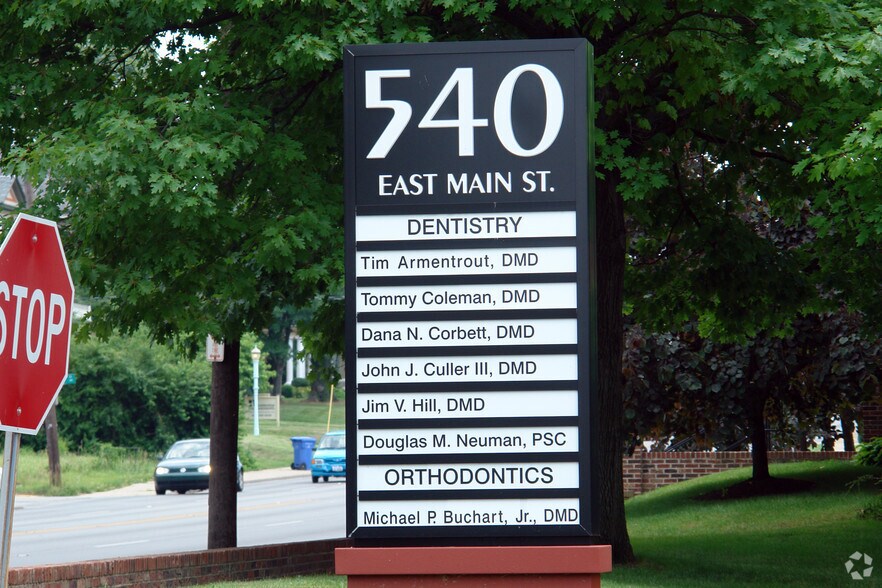 540
EAST MAIN ST.
DENTISTRY
Tim Armentrout, DMD
Tommy Coleman, DMD
Dana N. Corbett, DMD
John J. Culler III, DMD
Jim V. Hill, DMD
Douglas M. Neuman, PSC
ORTHODONTICS
Michael P. Buchart, Jr., DMD
STOP